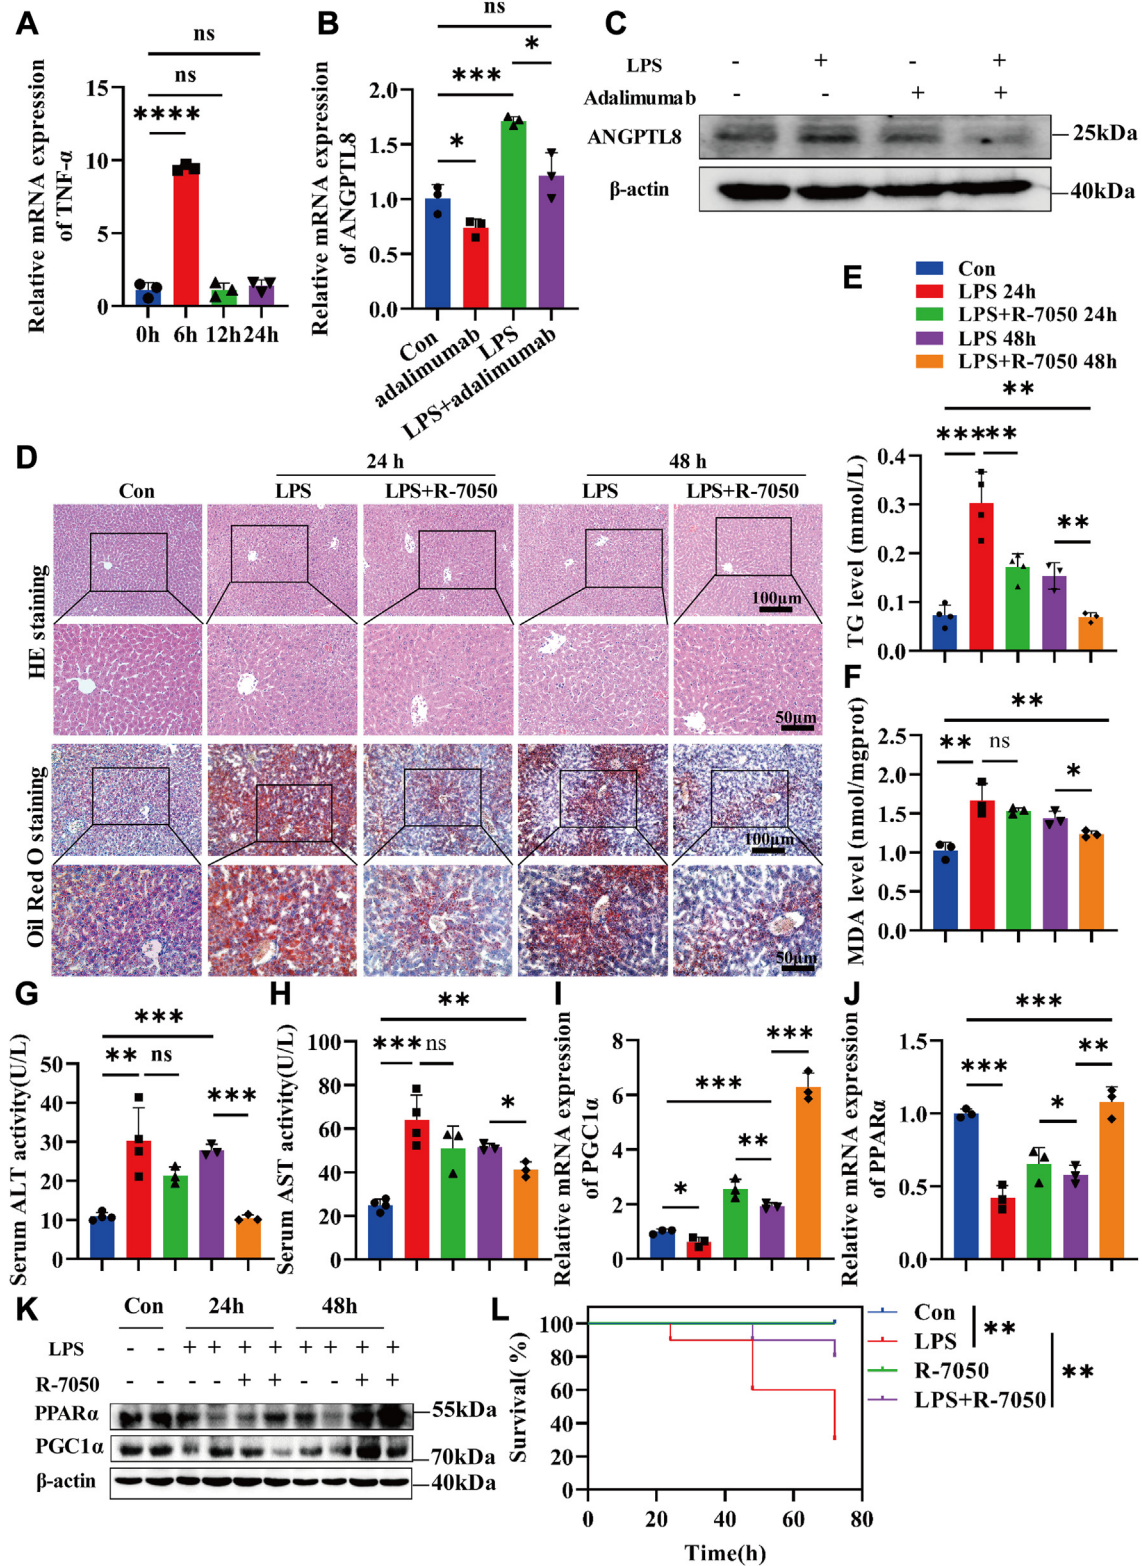 A
Relative mRNA expression
of TNF-α
ns
ns
****
15
10
5
0
0h 6h 12h 24h
B
Relative mRNA expression
of ANGPTL8
ns
*
***
*
2.0
1.5
1.0
0.5
0.0
Con
adalimumab
LPS
LPS+adalimumab
C
LPS - + - +
Adalimumab - - + +
ANGPTL8
25kDa
β-actin
40kDa
D
24 h
48 h
Con
LPS
LPS+R-7050
LPS
LPS+R-7050
HE staining
100μm
50μm
Oil Red O staining
100μm
50μm
E
Con
LPS 24h
LPS+R-7050 24h
LPS 48h
LPS+R-7050 48h
TG level (mmol/L)
**
*** **
**
0.4
0.3
0.2
0.1
0.0
F
MDA level (nmol/mgprot)
**
** ns
*
2.5
2.0
1.5
1.0
0.5
0.0
G
Serum ALT activity(U/L)
***
** ns
***
50
40
30
20
10
0
H
Serum AST activity(U/L)
**
*** ns
*
100
80
60
40
20
0
I
Relative mRNA expression
of PGC1α
***
***
**
*
8
6
4
2
0
J
Relative mRNA expression
of PPARα
***
***
**
*
1.5
1.0
0.5
0.0
K
Con 24h 48h
LPS - - + + + + + + + +
R-7050 - - - - + + - - + +
PPARα
55kDa
PGC1α
70kDa
β-actin
40kDa
L
Survival( %)
100
80
60
40
20
0
0 20 40 60 80
Time(h)
Con
LPS
R-7050
LPS+R-7050
**
**